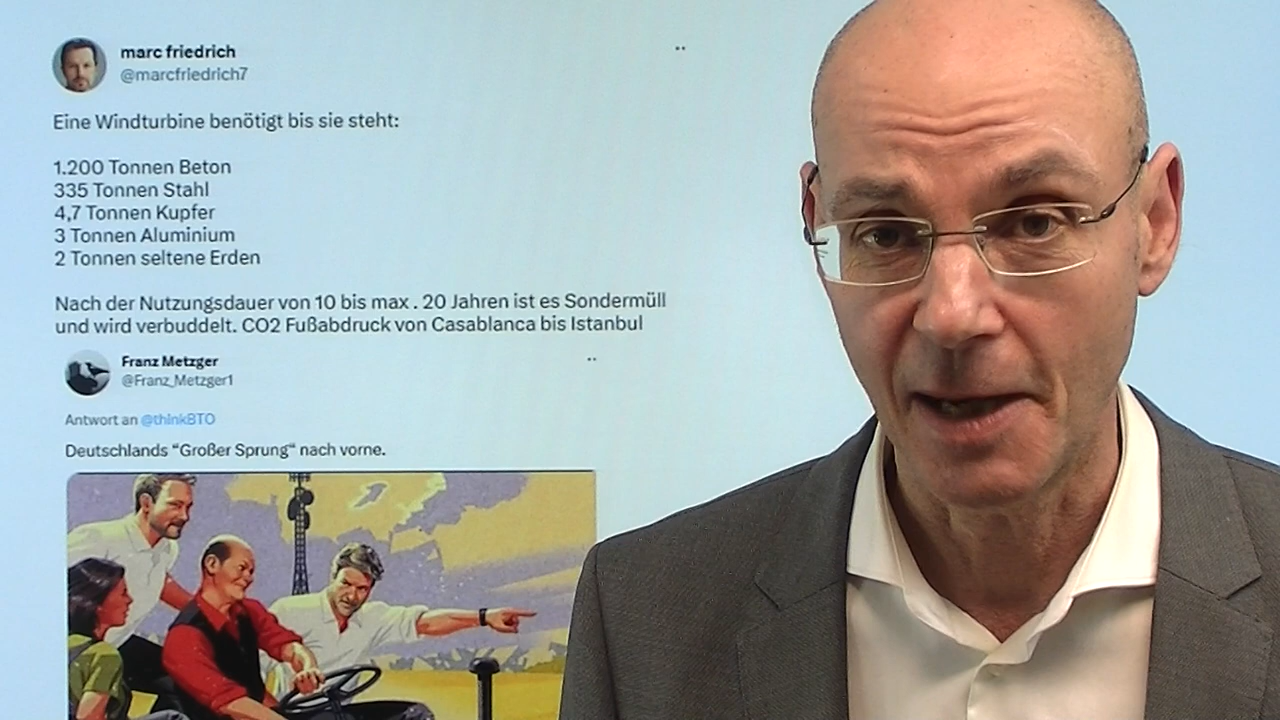 marc friedrich
@marcfriedrich7
Eine Windturbine benötigt bis sie steht:
1.200 Tonnen Beton
335 Tonnen Stahl
4,7 Tonnen Kupfer
3 Tonnen Aluminium
2 Tonnen seltene Erden
Nach der Nutzungsdauer von 10 bis max . 20 Jahren ist es Sondermüll
und wird verbuddelt. CO2 Fußabdruck von Casablanca bis Istanbul
Franz Metzger
@Franz_Metzger1
Antwort an @thinkBTO
Deutschlands "Großer Sprung" nach vorne.